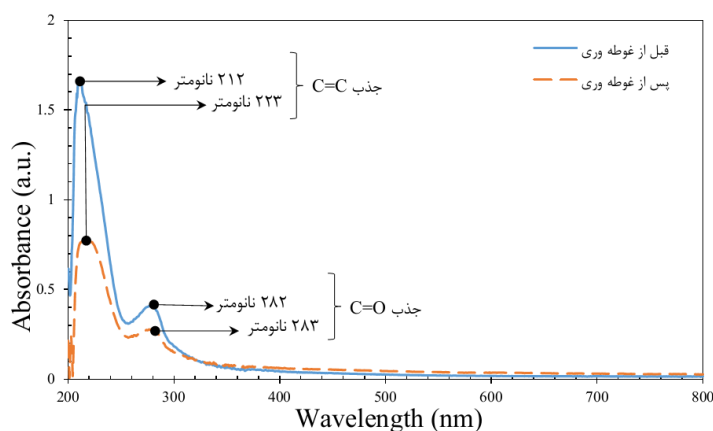 قبل از غوطه وری
پس از غوطه وری
۲۱۲ نانومتر
۲۲۳ نانومتر
جذب C=C
۲۸۲ نانومتر
۲۸۳ نانومتر
جذب C=O
Absorbance (a.u.)
2
1.5
1
0.5
0
200 300 400 500 600 700 800
Wavelength (nm)